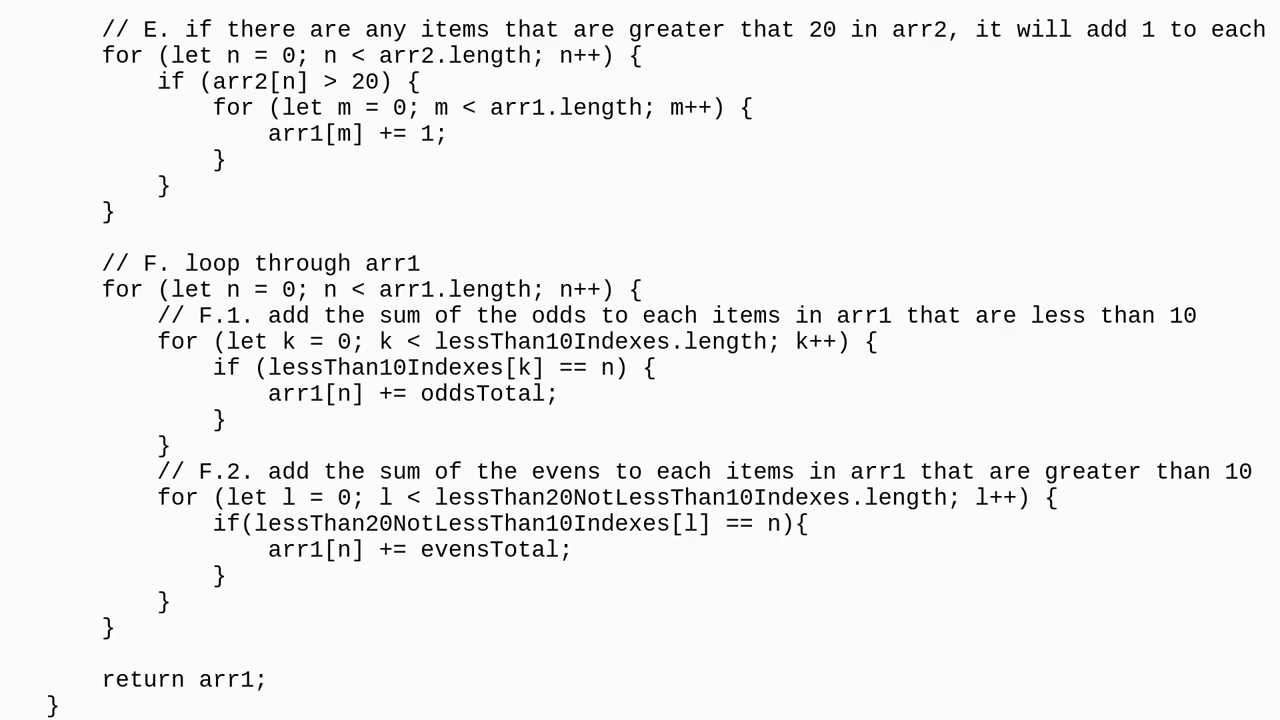 // E. if there are any items that are greater that 20 in arr2, it will add 1 to each
for (let n = 0; n < arr2.length; n++) {
if (arr2[n] > 20) {
for (let m = 0; m < arr1.length; m++) {
arr1[m] += 1;
}
}
}
// F. loop through arr1
for (let n = 0; n < arr1.length; n++) {
// F.1. add the sum of the odds to each items in arr1 that are less than 10
for (let k = 0; k < lessThan10Indexes.length; k++) {
if (lessThan10Indexes[k] == n) {
arr1[n] += oddsTotal;
}
}
// F.2. add the sum of the evens to each items in arr1 that are greater than 10
for (let l = 0; l < lessThan20NotLessThan10Indexes.length; l++) {
if(lessThan20NotLessThan10Indexes[l] == n){
arr1[n] += evensTotal;
}
}
}
return arr1;
}